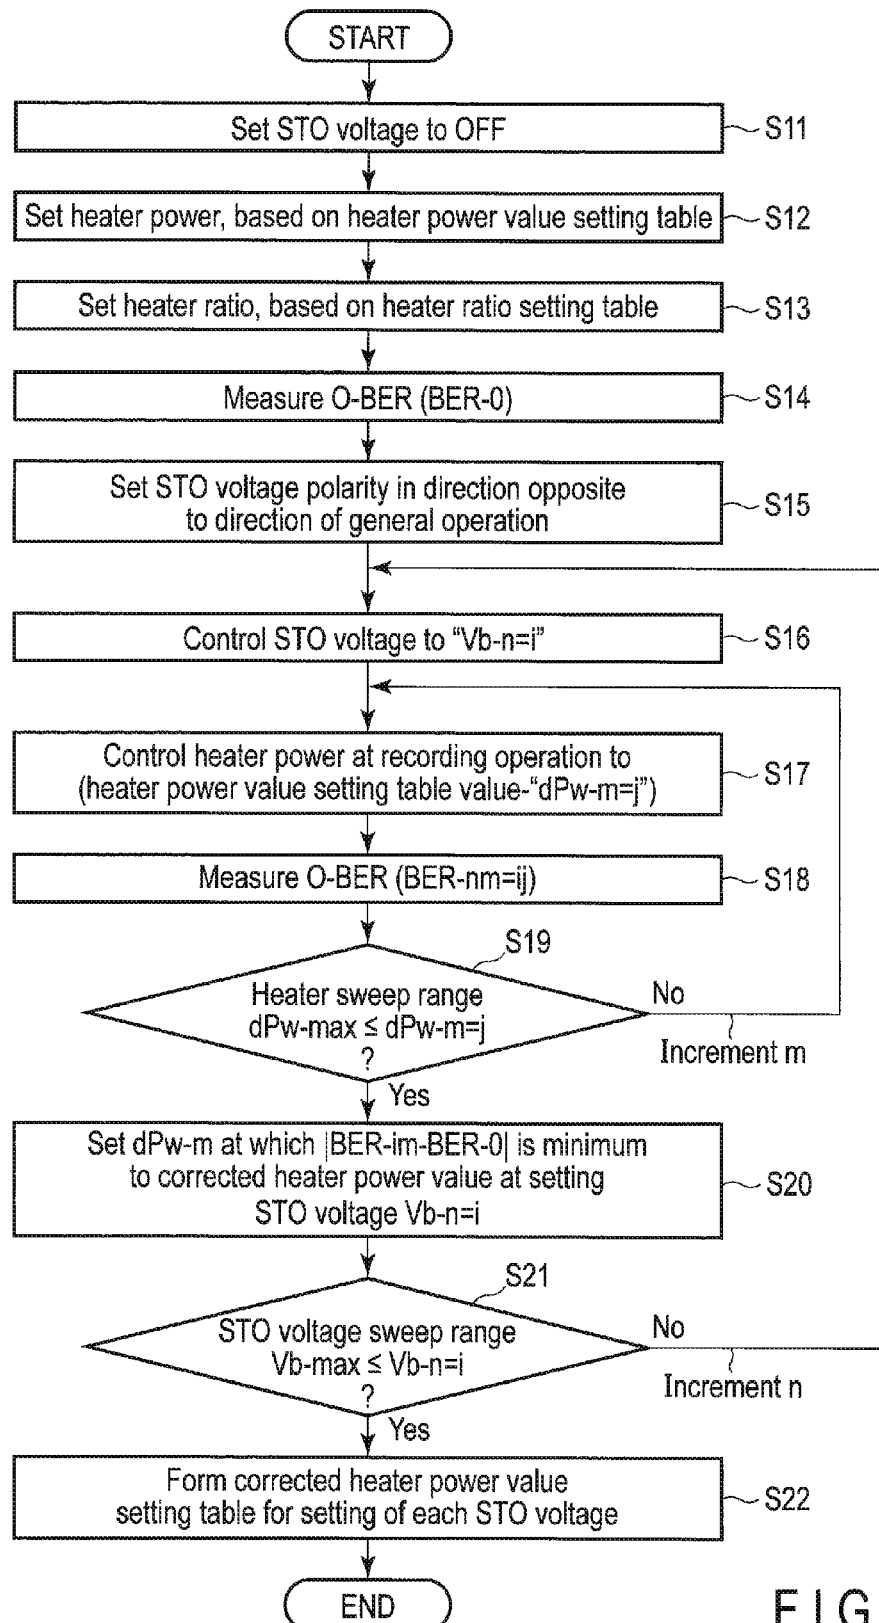 START
Set STO voltage to OFF
S11
Set heater power, based on heater power value setting table
S12
Set heater ratio, based on heater ratio setting table
S13
Measure O-BER (BER-0)
S14
Set STO voltage polarity in direction opposite
to direction of general operation
S15
Control STO voltage to “Vb-n=i”
S16
Control heater power at recording operation to
(heater power value setting table value-“dPw-m=j”)
S17
Measure O-BER (BER-nm=ij)
S18
S19
Heater sweep range
dPw-max ≤ dPw-m=j
?
No
Increment m
Yes
Set dPw-m at which |BER-im-BER-0| is minimum
to corrected heater power value at setting
STO voltage Vb-n=i
S20
S21
STO voltage sweep range
Vb-max ≤ Vb-n=i
?
No
Increment n
Yes
Form corrected heater power value
setting table for setting of each STO voltage
S22
END
FIG